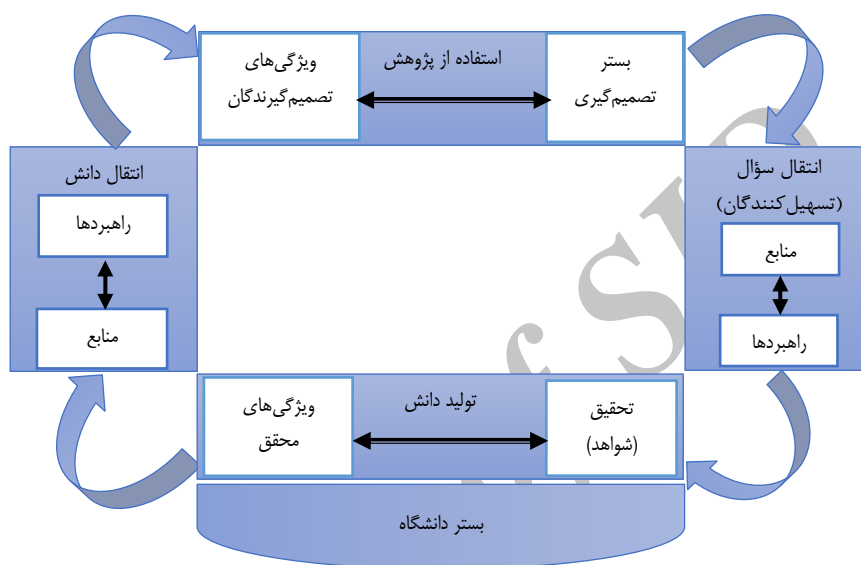 استفاده از پژوهش
بستر
تصمیم‌گیری
ویژگی‌های
تصمیم‌گیرندگان
انتقال سؤال
(تسهیل‌کنندگان)
منابع
راهبردها
انتقال دانش
راهبردها
منابع
تولید دانش
تحقیق
(شواهد)
ویژگی‌های
محقق
بستر دانشگاه